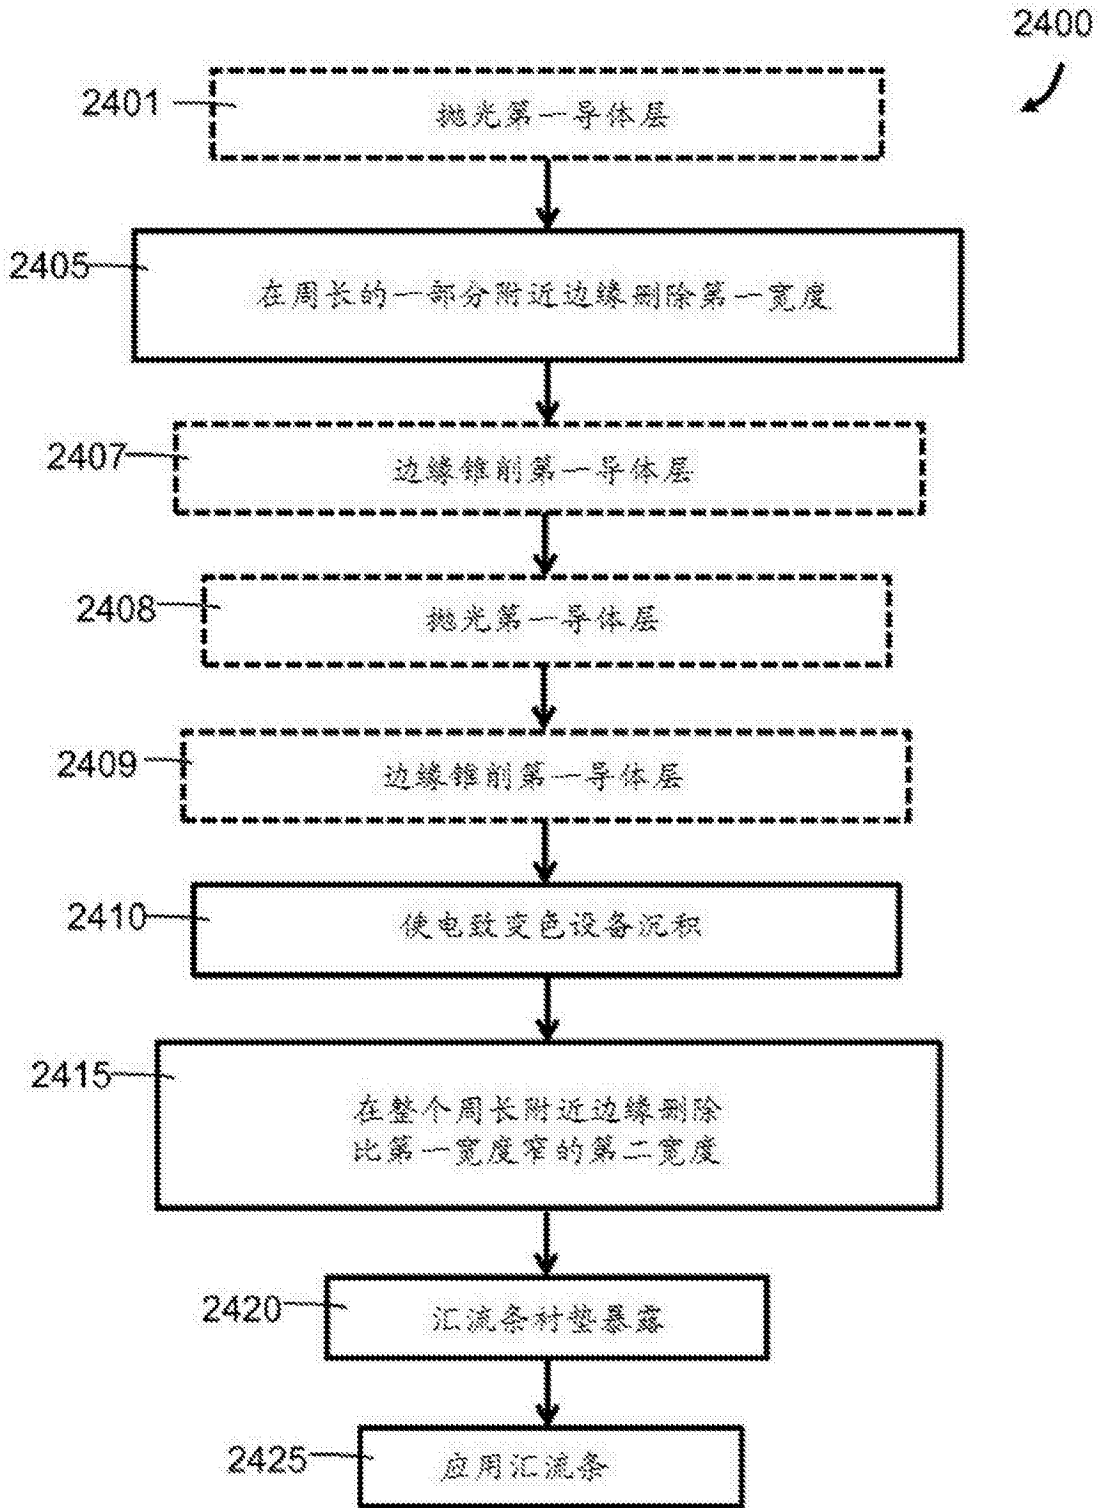 2400
2401
抛光第一导体层
2405
在周长的一部分附近边缘删除第一宽度
2407
边缘锥削第一导体层
2408
抛光第一导体层
2409
边缘锥削第一导体层
2410
使电致变色设备沉积
2415
在整个周长附近边缘删除
比第一宽度窄的第二宽度
2420
汇流条衬垫暴露
2425
应用汇流条